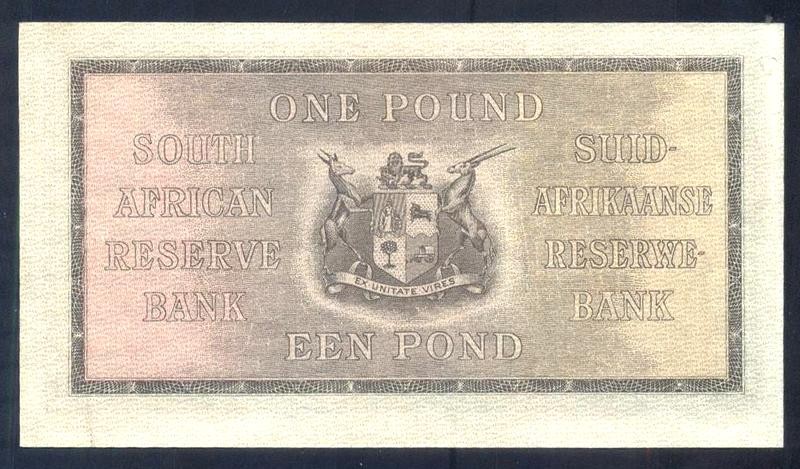 ONE POUND
SOUTH
AFRICAN
RESERVE
BANK
SUID-
AFRIKAANSE
RESERWE-
BANK
EX UNITATE VIRES
EEN POND